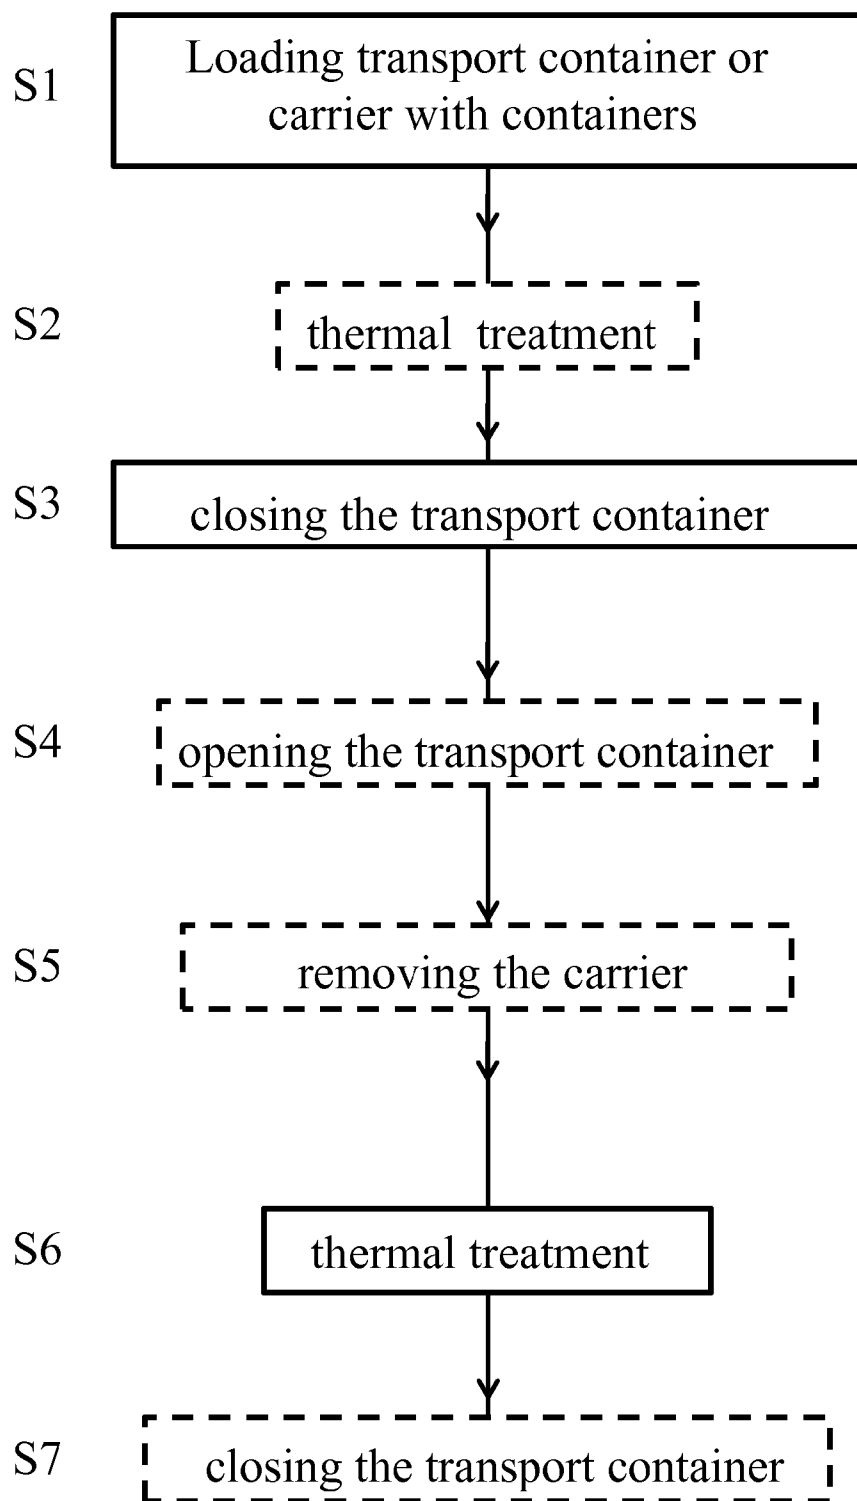 S1
Loading transport container or
carrier with containers
S2
thermal treatment
S3
closing the transport container
S4
opening the transport container
S5
removing the carrier
S6
thermal treatment
S7
closing the transport container